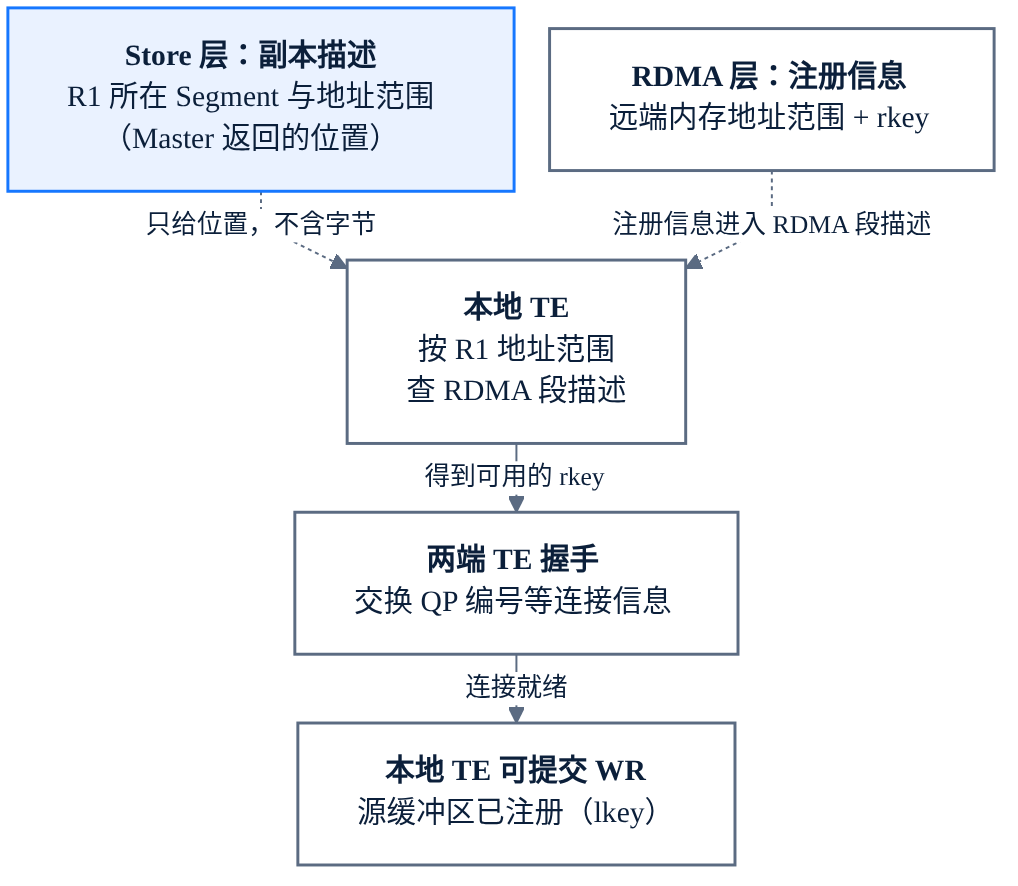 Store 层：副本描述
R1 所在 Segment 与地址范围
（Master 返回的位置）
RDMA 层：注册信息
远端内存地址范围 + rkey
只给位置，不含字节
注册信息进入 RDMA 段描述
本地 TE
按 R1 地址范围
查 RDMA 段描述
得到可用的 rkey
两端 TE 握手
交换 QP 编号等连接信息
连接就绪
本地 TE 可提交 WR
源缓冲区已注册（lkey）